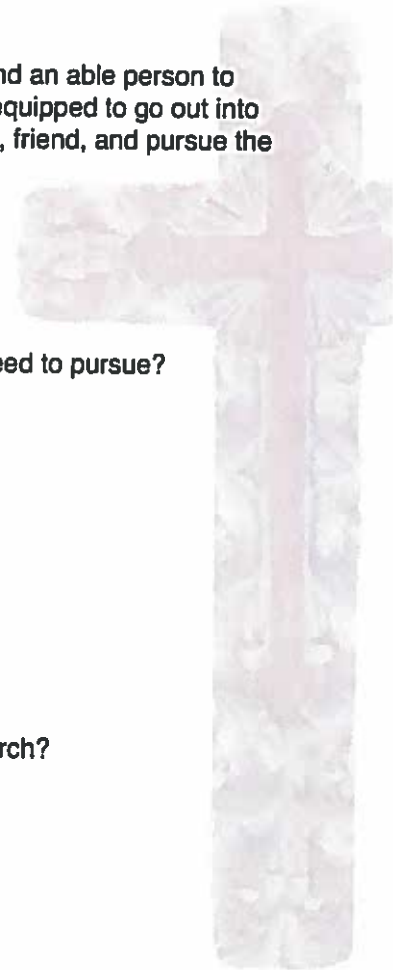 nd an able person to
equipped to go out into
, friend, and pursue the
eed to pursue?
rch?